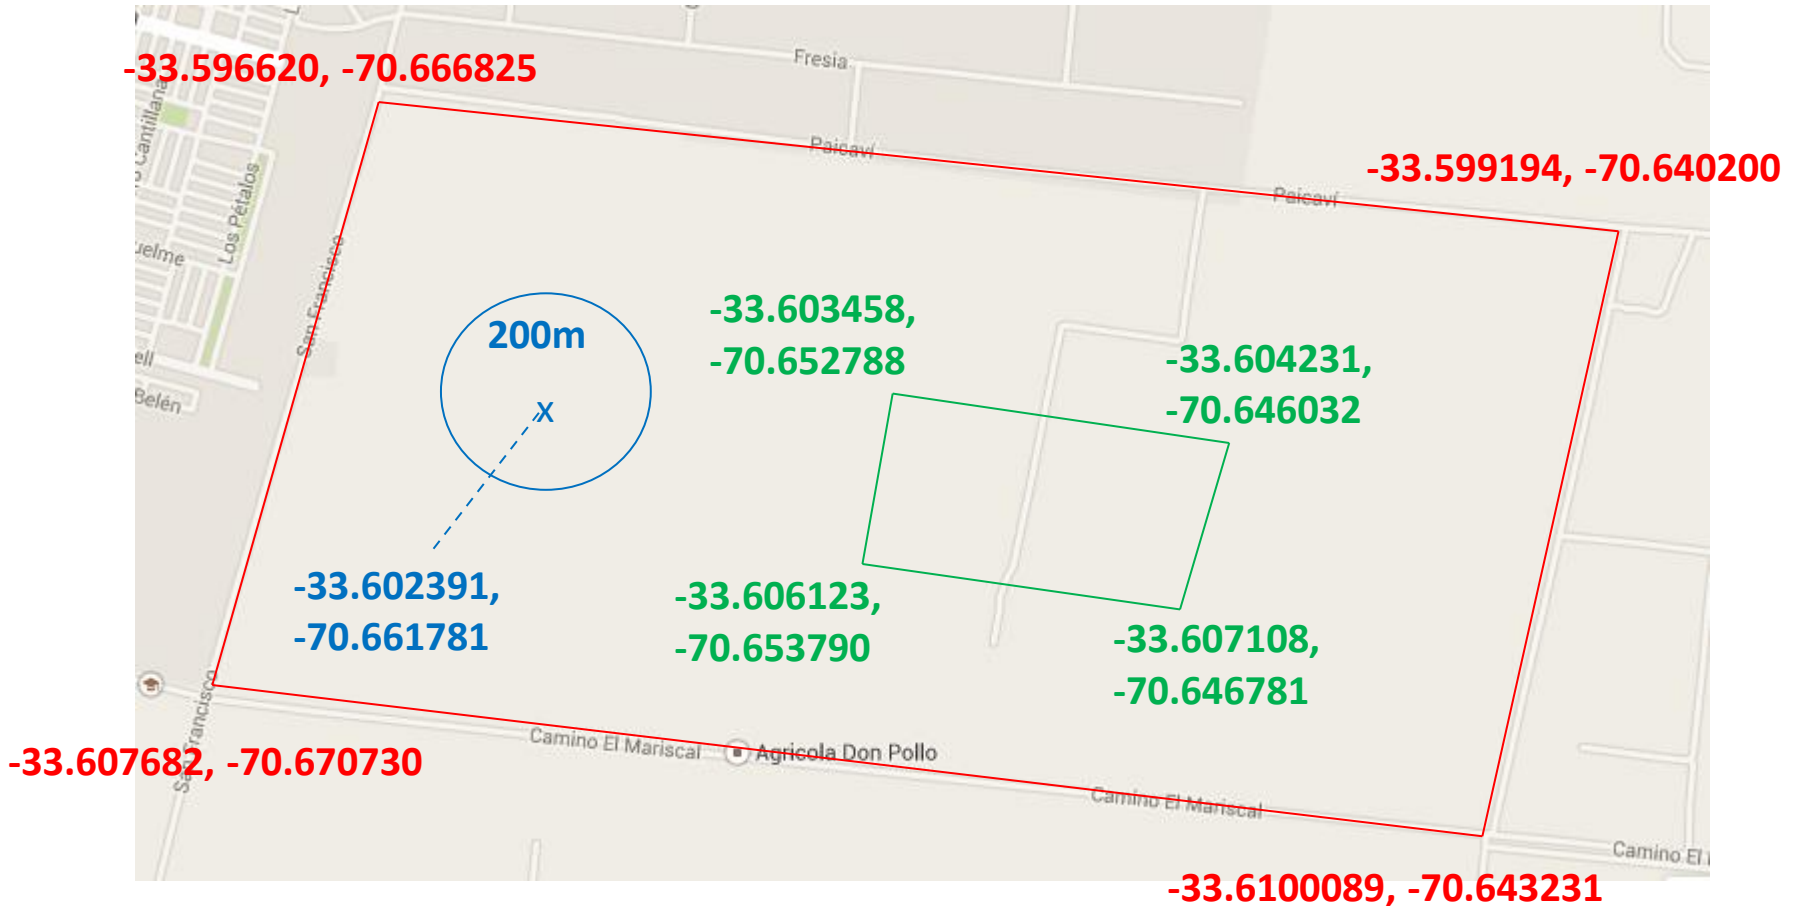 Fresia
-33.596620, -70.666825
Cantillana
Paicaví
-33.599194, -70.640200
Los Pétalos
Paicaví
uelme
San Francisco
-33.603458,
-70.652788
200m
ell
-33.604231,
-70.646032
Belén
X
-33.602391,
-70.661781
-33.606123,
-70.653790
-33.607108,
-70.646781
San Francisco
Camino El Mariscal
Agricola Don Pollo
-33.607682, -70.670730
Camino El Mariscal
Camino El
-33.6100089, -70.643231